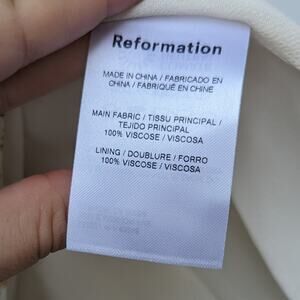 Reformation
MADE IN CHINA / FABRICADO EN
CHINA / FABRIQUÉ EN CHINE
MAIN FABRIC / TISSU PRINCIPAL /
TEJIDO PRINCIPAL
100% VISCOSE / VISCOSA
LINING / DOUBLURE / FORRO
100% VISCOSE / VISCOSA